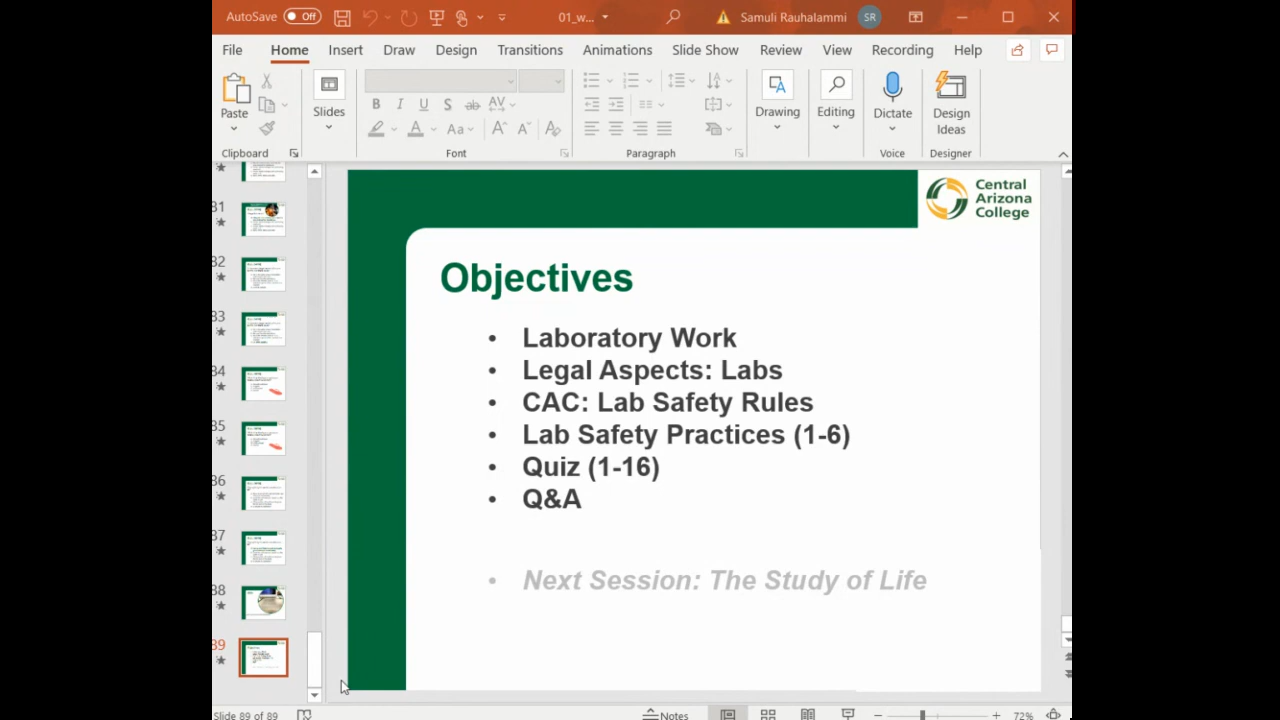 AutoSave Off 01_w... Samuli Rauhalammi SR
File Home Insert Draw Design Transitions Animations Slide Show Review View Recording Help
Paste Slides B I U S ab AV Aa A A A Drawing Editing Dictate Design Ideas
Clipboard Font Paragraph Voice Designer
Central
Arizona
College
Objectives
• Laboratory Work
• Legal Aspects: Labs
• CAC: Lab Safety Rules
• Lab Safety Practices (1-6)
• Quiz (1-16)
• Q&A
• Next Session: The Study of Life
Slide 89 of 89 Notes 72%